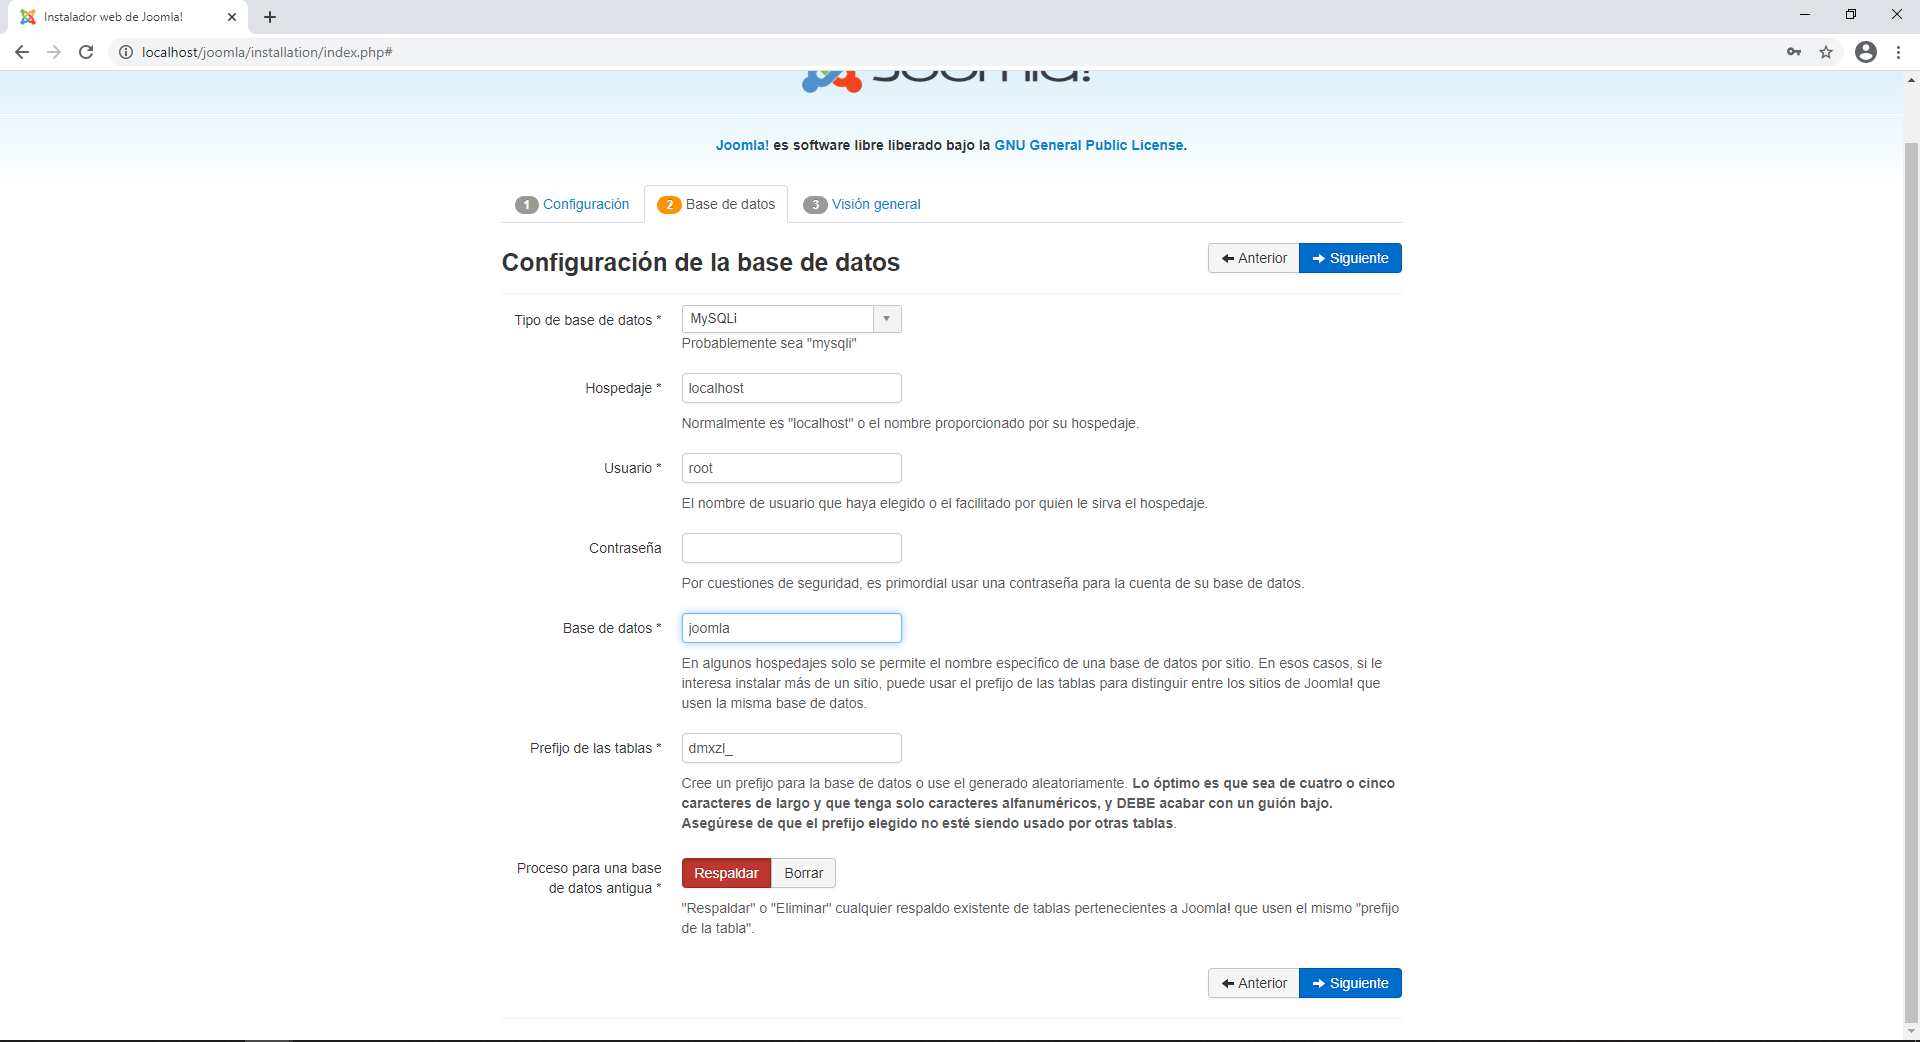 Instalador web de Joomla!
localhost/joomla/installation/index.php#
Joomla!
Joomla! es software libre liberado bajo la GNU General Public License.
1 Configuración 2 Base de datos 3 Visión general
Configuración de la base de datos
Anterior Siguiente
Tipo de base de datos * MySQLi
Probablemente sea "mysqli"
Hospedaje * localhost
Normalmente es "localhost" o el nombre proporcionado por su hospedaje.
Usuario * root
El nombre de usuario que haya elegido o el facilitado por quien le sirva el hospedaje.
Contraseña
Por cuestiones de seguridad, es primordial usar una contraseña para la cuenta de su base de datos.
Base de datos * joomla
En algunos hospedajes solo se permite el nombre específico de una base de datos por sitio. En esos casos, si le
interesa instalar más de un sitio, puede usar el prefijo de las tablas para distinguir entre los sitios de Joomla! que
usen la misma base de datos.
Prefijo de las tablas * dmxzl_
Cree un prefijo para la base de datos o use el generado aleatoriamente. Lo óptimo es que sea de cuatro o cinco
caracteres de largo y que tenga solo caracteres alfanuméricos, y DEBE acabar con un guión bajo.
Asegúrese de que el prefijo elegido no esté siendo usado por otras tablas.
Proceso para una base
de datos antigua *
Respaldar Borrar
"Respaldar" o "Eliminar" cualquier respaldo existente de tablas pertenecientes a Joomla! que usen el mismo "prefijo
de la tabla".
Anterior Siguiente